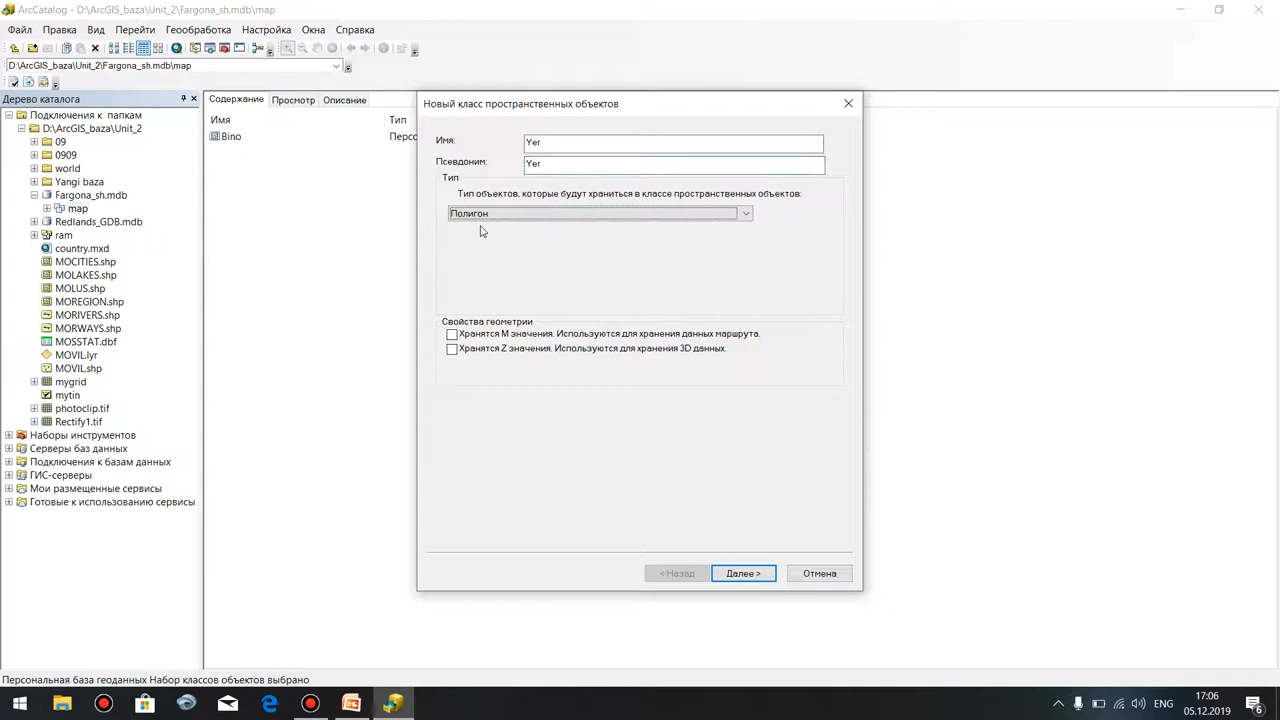 ArcCatalog - D:\ArcGIS_baza\Unit_2\Fargona_sh.mdb\map
Файл Правка Вид Перейти Геообработка Настройка Окна Справка
D:\ArcGIS_baza\Unit_2\Fargona_sh.mdb\map
Дерево каталога
Подключения к папкам
D:\ArcGIS_baza\Unit_2
09
0909
world
Yangi baza
Fargona_sh.mdb
map
Redlands_GDB.mdb
ram
country.mxd
MOCITIES.shp
MOLAKES.shp
MOLUS.shp
MOREGION.shp
MORIVERS.shp
MORWAYS.shp
MOSSTAT.dbf
MOVIL.lyr
MOVIL.shp
mygrid
mytin
photoclip.tif
Rectify1.tif
Наборы инструментов
Серверы баз данных
Подключения к базам данных
ГИС-серверы
Мои размещенные сервисы
Готовые к использованию сервисы
Содержание Просмотр Описание
Имя Тип
Bino Персо
Новый класс пространственных объектов
Имя: Yer
Псевдоним: Yer
Тип
Тип объектов, которые будут храниться в классе пространственных объектов:
Полигон
Свойства геометрии
Хранятся M значения. Используются для хранения данных маршрута.
Хранятся Z значения. Используются для хранения 3D данных.
< Назад Далее > Отмена
Персональная база геоданных Набор классов объектов выбрано
ENG
17:06
05.12.2019
6